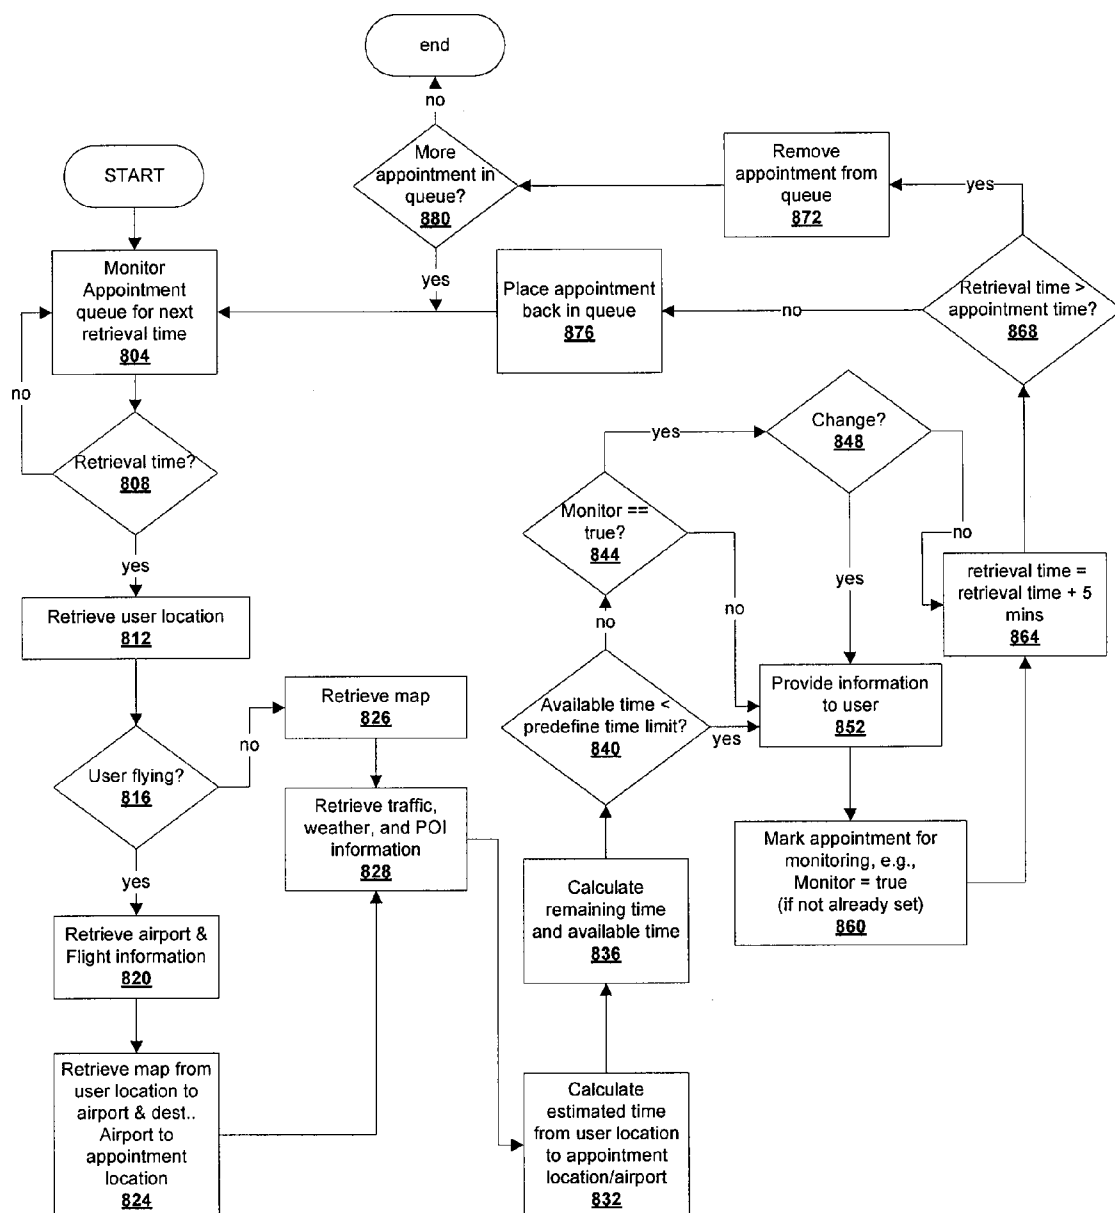 end
no
More
appointment in
queue?
880
yes
Remove
appointment from
queue
872
yes
START
Monitor
Appointment
queue for next
retrieval time
804
no
Place appointment
back in queue
876
no
Retrieval time >
appointment time?
868
Retrieval time?
808
yes
Retrieve user location
812
User flying?
816
no
yes
Retrieve airport &
Flight information
820
Retrieve map from
user location to
airport & dest..
Airport to
appointment
location
824
Retrieve map
826
Retrieve traffic,
weather, and POI
information
828
Calculate
estimated time
from user location
to appointment
location/airport
832
Calculate
remaining time
and available time
836
Available time <
predefine time limit?
840
yes
no
Monitor ==
true?
844
yes
no
Change?
848
no
yes
Provide information
to user
852
Mark appointment for
monitoring, e.g.,
Monitor = true
(if not already set)
860
retrieval time =
retrieval time + 5
mins
864